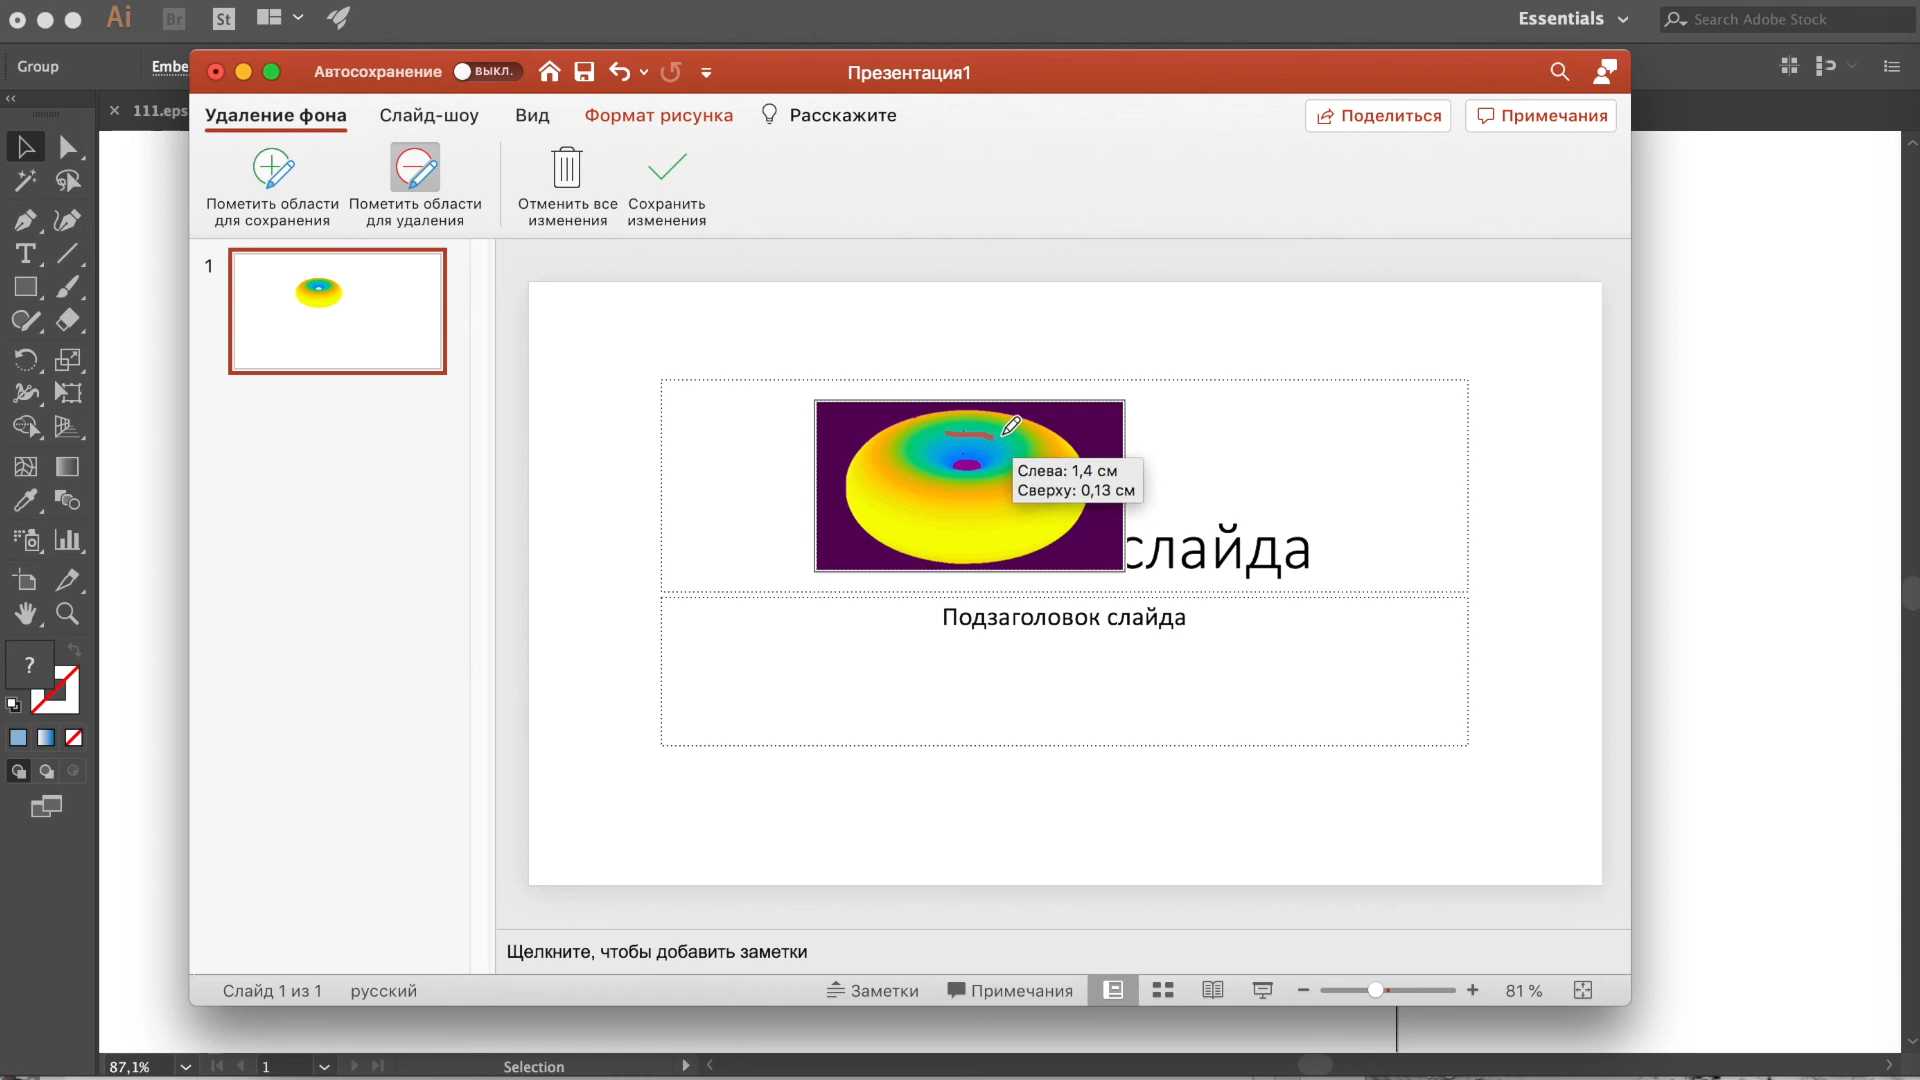 Ai Br St Essentials Search Adobe Stock
Group Embe
Автосохранение ВЫКЛ. Презентация1
111.eps
Удаление фона Слайд-шоу Вид Формат рисунка Расскажите Поделиться Примечания
Пометить области для сохранения
Пометить области для удаления
Отменить все изменения
Сохранить изменения
1
Слева: 1,4 см
Сверху: 0,13 см
слайда
Подзаголовок слайда
?
Щелкните, чтобы добавить заметки
Слайд 1 из 1 русский Заметки Примечания 81 %
87,1% 1 Selection